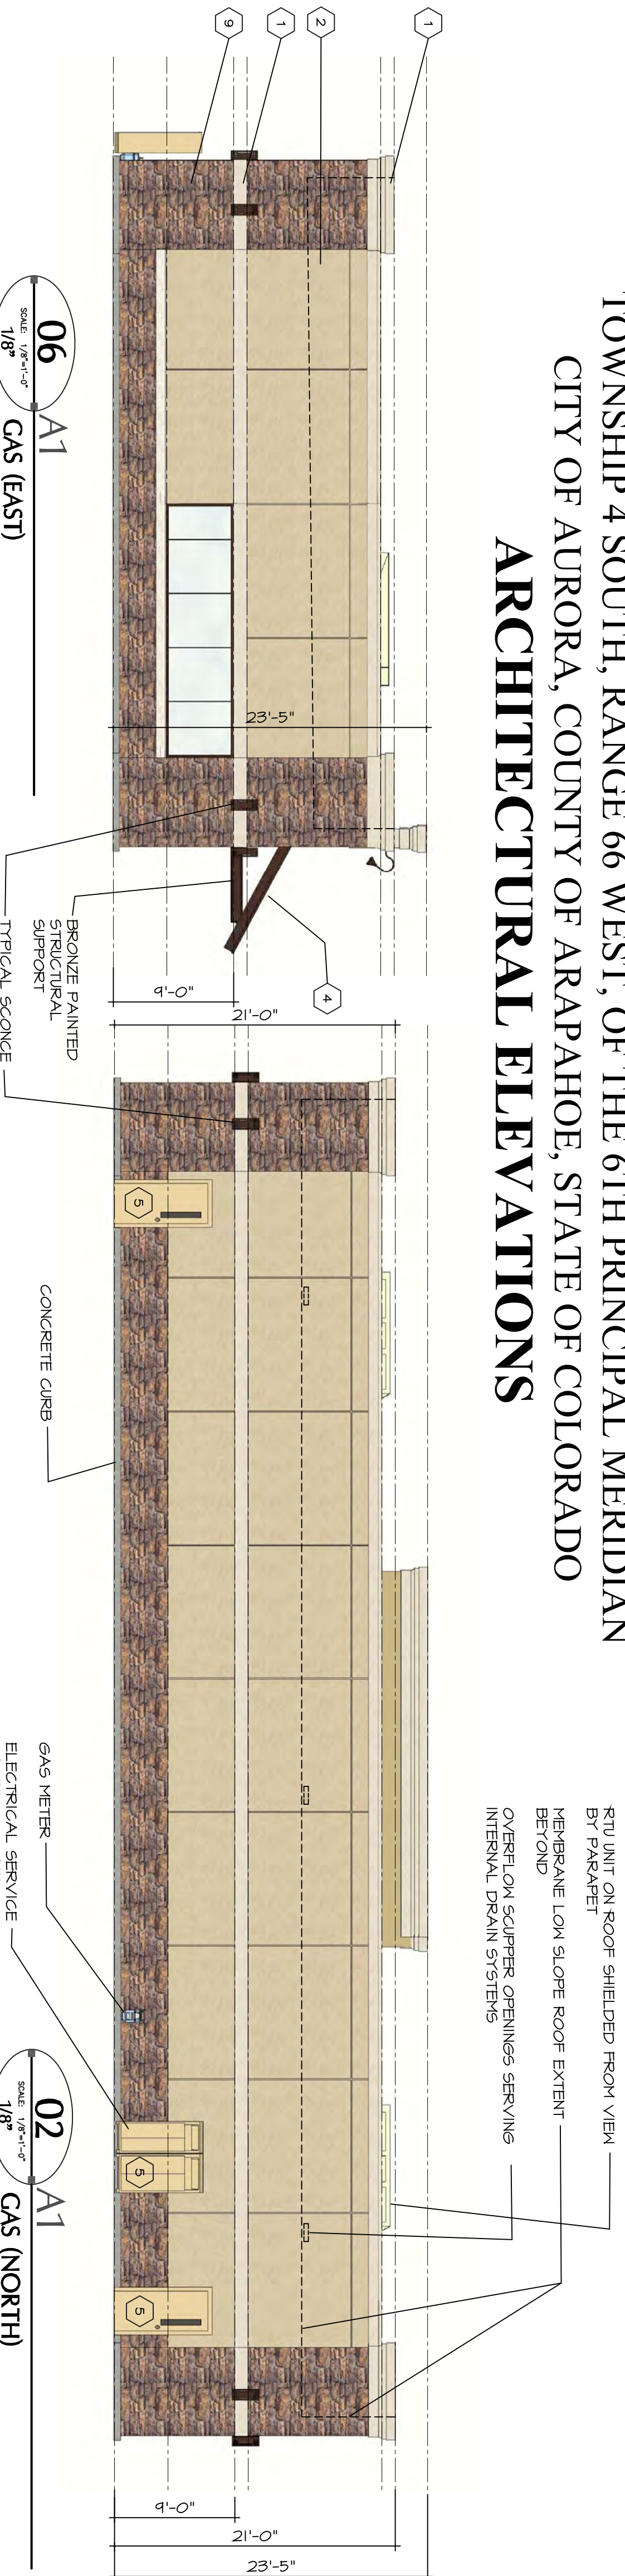 TOWNSHIP 4 SOUTH, RANGE 66 WEST, OF THE 6TH PRINCIPAL MERIDIAN
CITY OF AURORA, COUNTY OF ARAPAHOE, STATE OF COLORADO
ARCHITECTURAL ELEVATIONS
RTU UNIT ON ROOF SHIELDED FROM VIEW
BY PARAPET
MEMBRANE LOW SLOPE ROOF EXTENT
BEYOND
OVERFLOW SCUPPER OPENINGS SERVING
INTERNAL DRAIN SYSTEMS
1
2
1
9
23'-5"
4
9'-0"
21'-0"
BRONZE PAINTED
STRUCTURAL
SUPPORT
TYPICAL SCONCE
06
SCALE: 1/8"=1'-0"
1/8"
A1
GAS (EAST)
5
5
5
9'-0"
21'-0"
23'-5"
CONCRETE CURB
GAS METER
ELECTRICAL SERVICE
02
SCALE: 1/8"=1'-0"
1/8"
A1
GAS (NORTH)